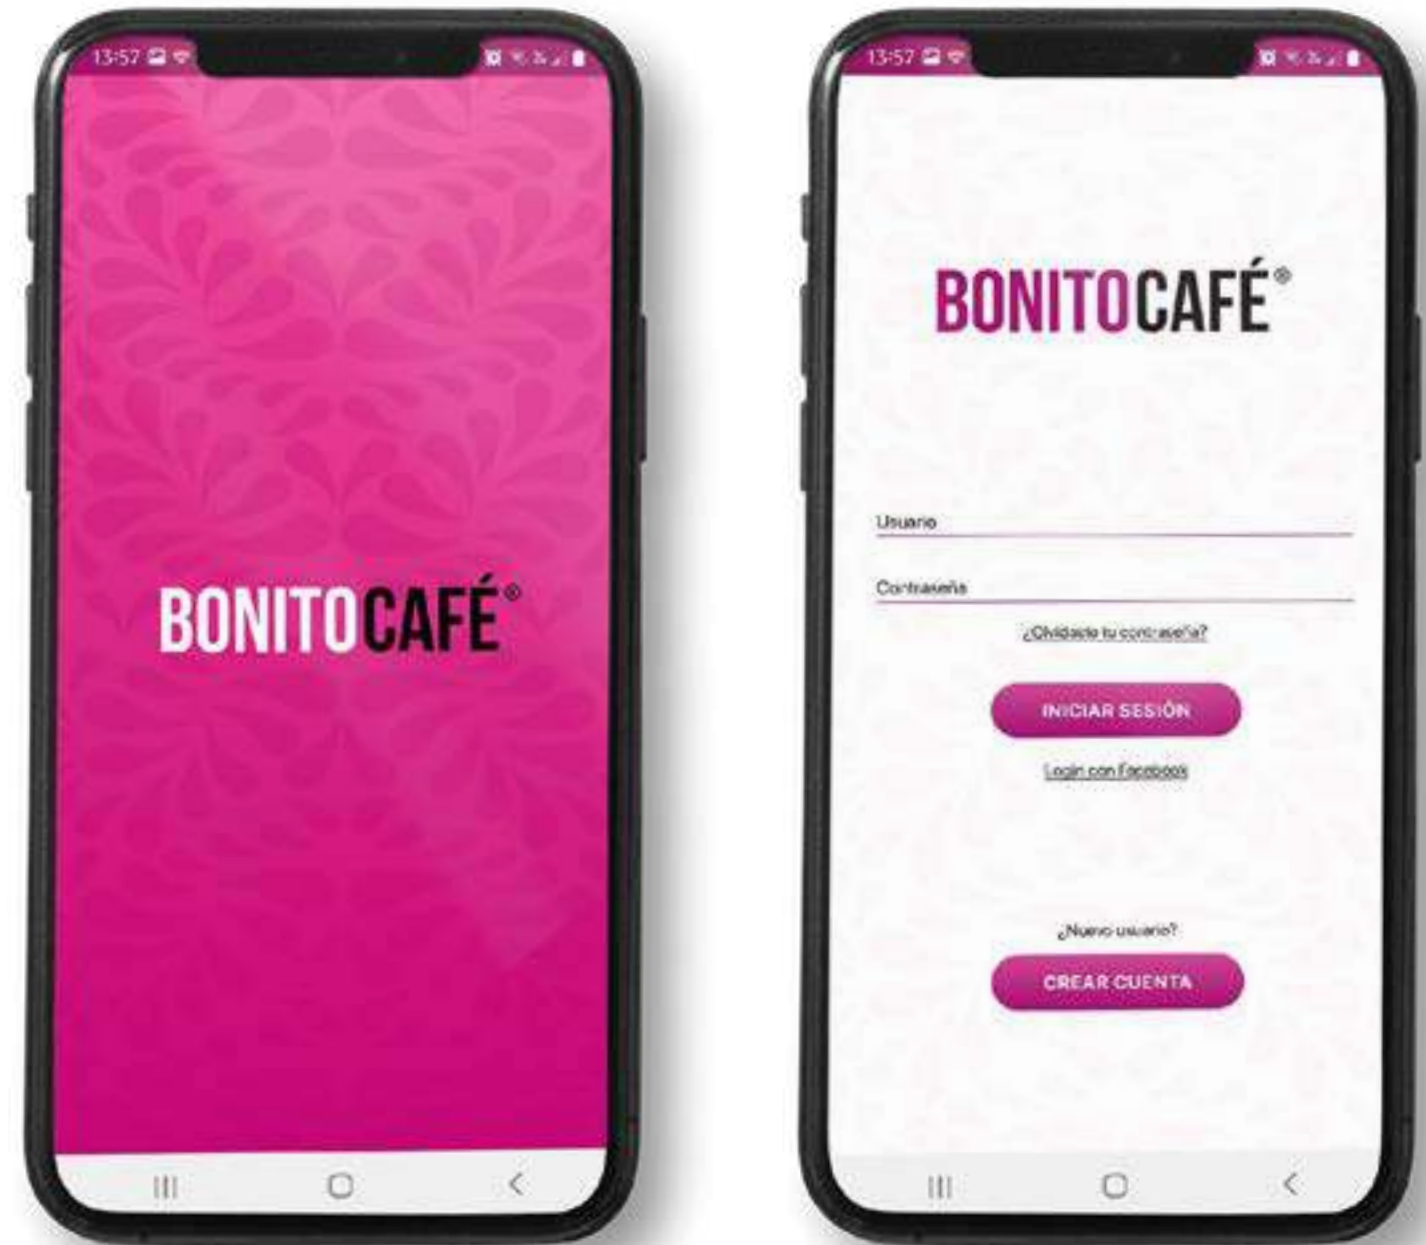 13:57
BONITOCAFÉ®
13:57
BONITOCAFÉ®
Usuario
Contraseña
¿Olvidaste tu contraseña?
INICIAR SESIÓN
Login con Facebook
¿Nuevo usuario?
CREAR CUENTA